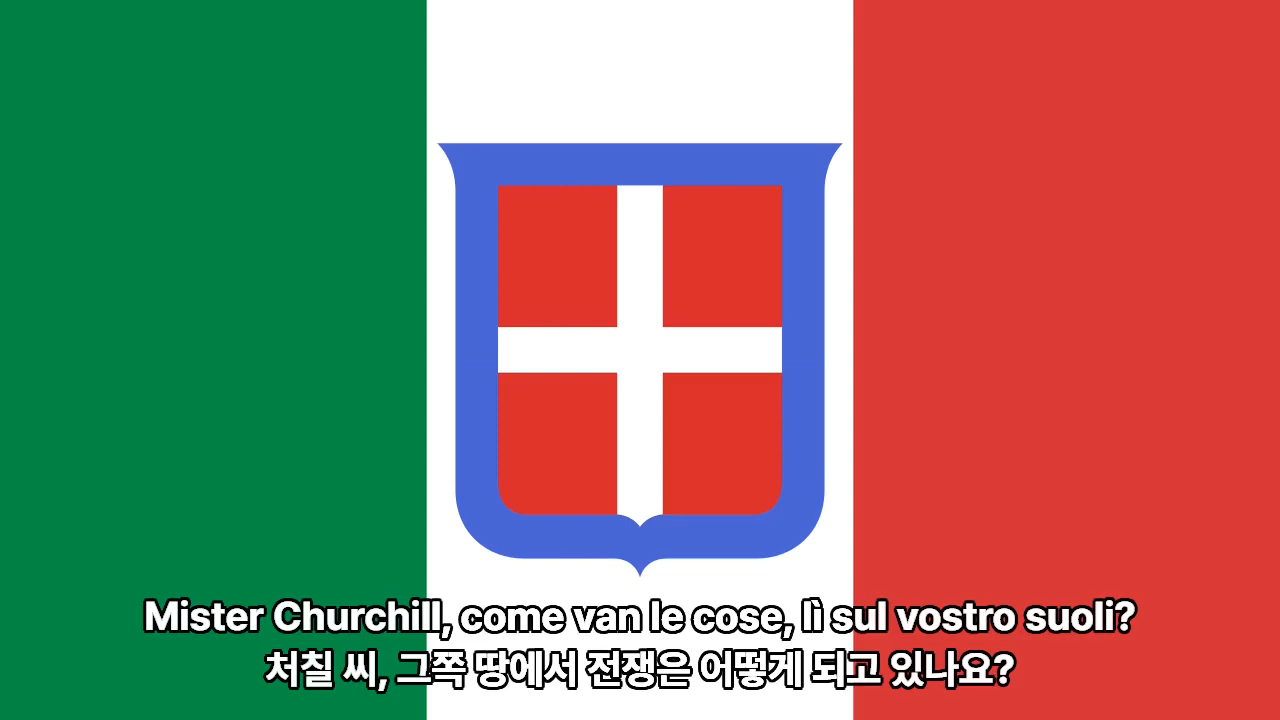 Mister Churchill, come van le cose, lì sul vostro suoli?
처칠 씨, 그쪽 땅에서 전쟁은 어떻게 되고 있나요?